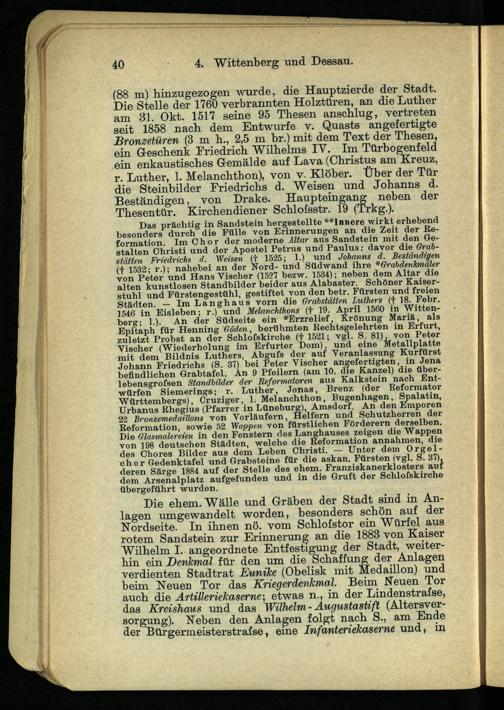 40 4. Wittenberg und Dessau.
(88 m) hinzugezogen wurde, die Hauptzierde der Stadt.
Die Stelle der 1760 verbrannten Holztüren, an die Luther
am 31. Okt. 1517 seine 95 Thesen anschlug, vertreten
seit 1858 nach dem Entwurfe v. Quasts angefertigte
Bronzetüren (3 m h., 2,5 m br.) mit dem Text der Thesen,
ein Geschenk Friedrich Wilhelms IV. Im Türbogenfeld
ein enkaustisches Gemälde auf Lava (Christus am Kreuz,
r. Luther, l. Melanchthon), von v. Klöber. Über der Tür
die Steinbilder Friedrichs d. Weisen und Johanns d.
Beständigen, von Drake. Haupteingang neben der
Thesentür. Kirchendiener Schlofsstr. 19 (Trkg.).
Das prächtig in Sandstein hergestellte **Innere wirkt erhebend
besonders durch die Fülle von Erinnerungen an die Zeit der Re-
formation. Im Chor der moderne Altar aus Sandstein mit den Ge-
stalten Christi und der Apostel Petrus und Paulus; davor die Grab-
stätten Friedrichs d. Weisen († 1525; l.) und Johanns d. Beständigen
(† 1532; r.); nahebei an der Nord- und Südwand ihre *Grabdenkmäler
von Peter und Hans Vischer (1527 bezw. 1534); neben dem Altar die
alten kunstlosen Standbilder beider aus Alabaster. Schöner Kaiser-
stuhl und Fürstengestühl, gestiftet von den betr. Fürsten und freien
Städten. — Im Langhaus vorn die Grabstätten Luthers († 18. Febr.
1546 in Eisleben; r.) und Melanchthons († 19. April 1560 in Witten-
berg; l.). An der Südseite ein *Erzrelief, Krönung Mariä, als
Epitaph für Henning Göden, berühmten Rechtsgelehrten in Erfurt,
zuletzt Probst an der Schlofskirche († 1521; vgl. S. 81), von Peter
Vischer (Wiederholung im Erfurter Dom), und eine Metallplatte
mit dem Bildnis Luthers, Abgufs der auf Veranlassung Kurfürst
Johann Friedrichs (S. 37) bei Peter Vischer angefertigten, in Jena
befindlichen Grabtafel. An 9 Pfeilern (am 10. die Kanzel) die über-
lebensgrofsen Standbilder der Reformatoren aus Kalkstein nach Ent-
würfen Siemerings; r. Luther, Jonas, Brenz (der Reformator
Württembergs), Cruziger, l. Melanchthon, Bugenhagen, Spalatin,
Urbanus Rhegius (Pfarrer in Lüneburg), Amsdorf. An den Emporen
22 Bronzemedaillons von Vorläufern, Helfern und Schutzherren der
Reformation, sowie 52 Wappen von fürstlichen Förderern derselben.
Die Glasmalereien in den Fenstern des Langhauses zeigen die Wappen
von 198 deutschen Städten, welche die Reformation annahmen, die
des Chores Bilder aus dem Leben Christi. — Unter dem Orgel-
chor Gedenktafel und Grabsteine für die askan. Fürsten (vgl. S. 37),
deren Särge 1884 auf der Stelle des ehem. Franziskanerklosters auf
dem Arsenalplatz aufgefunden und in die Gruft der Schlofskirche
übergeführt wurden.
Die ehem. Wälle und Gräben der Stadt sind in An-
lagen umgewandelt worden, besonders schön auf der
Nordseite. In ihnen nö. vom Schlofstor ein Würfel aus
rotem Sandstein zur Erinnerung an die 1883 von Kaiser
Wilhelm I. angeordnete Entfestigung der Stadt, weiter-
hin ein Denkmal für den um die Schaffung der Anlagen
verdienten Stadtrat Eunike (Obelisk mit Medaillon) und
beim Neuen Tor das Kriegerdenkmal. Beim Neuen Tor
auch die Artilleriekaserne; etwas n., in der Lindenstrafse,
das Kreishaus und das Wilhelm-Augustastift (Altersver-
sorgung). Neben den Anlagen folgt nach S., am Ende
der Bürgermeisterstrafse, eine Infanteriekaserne und, in